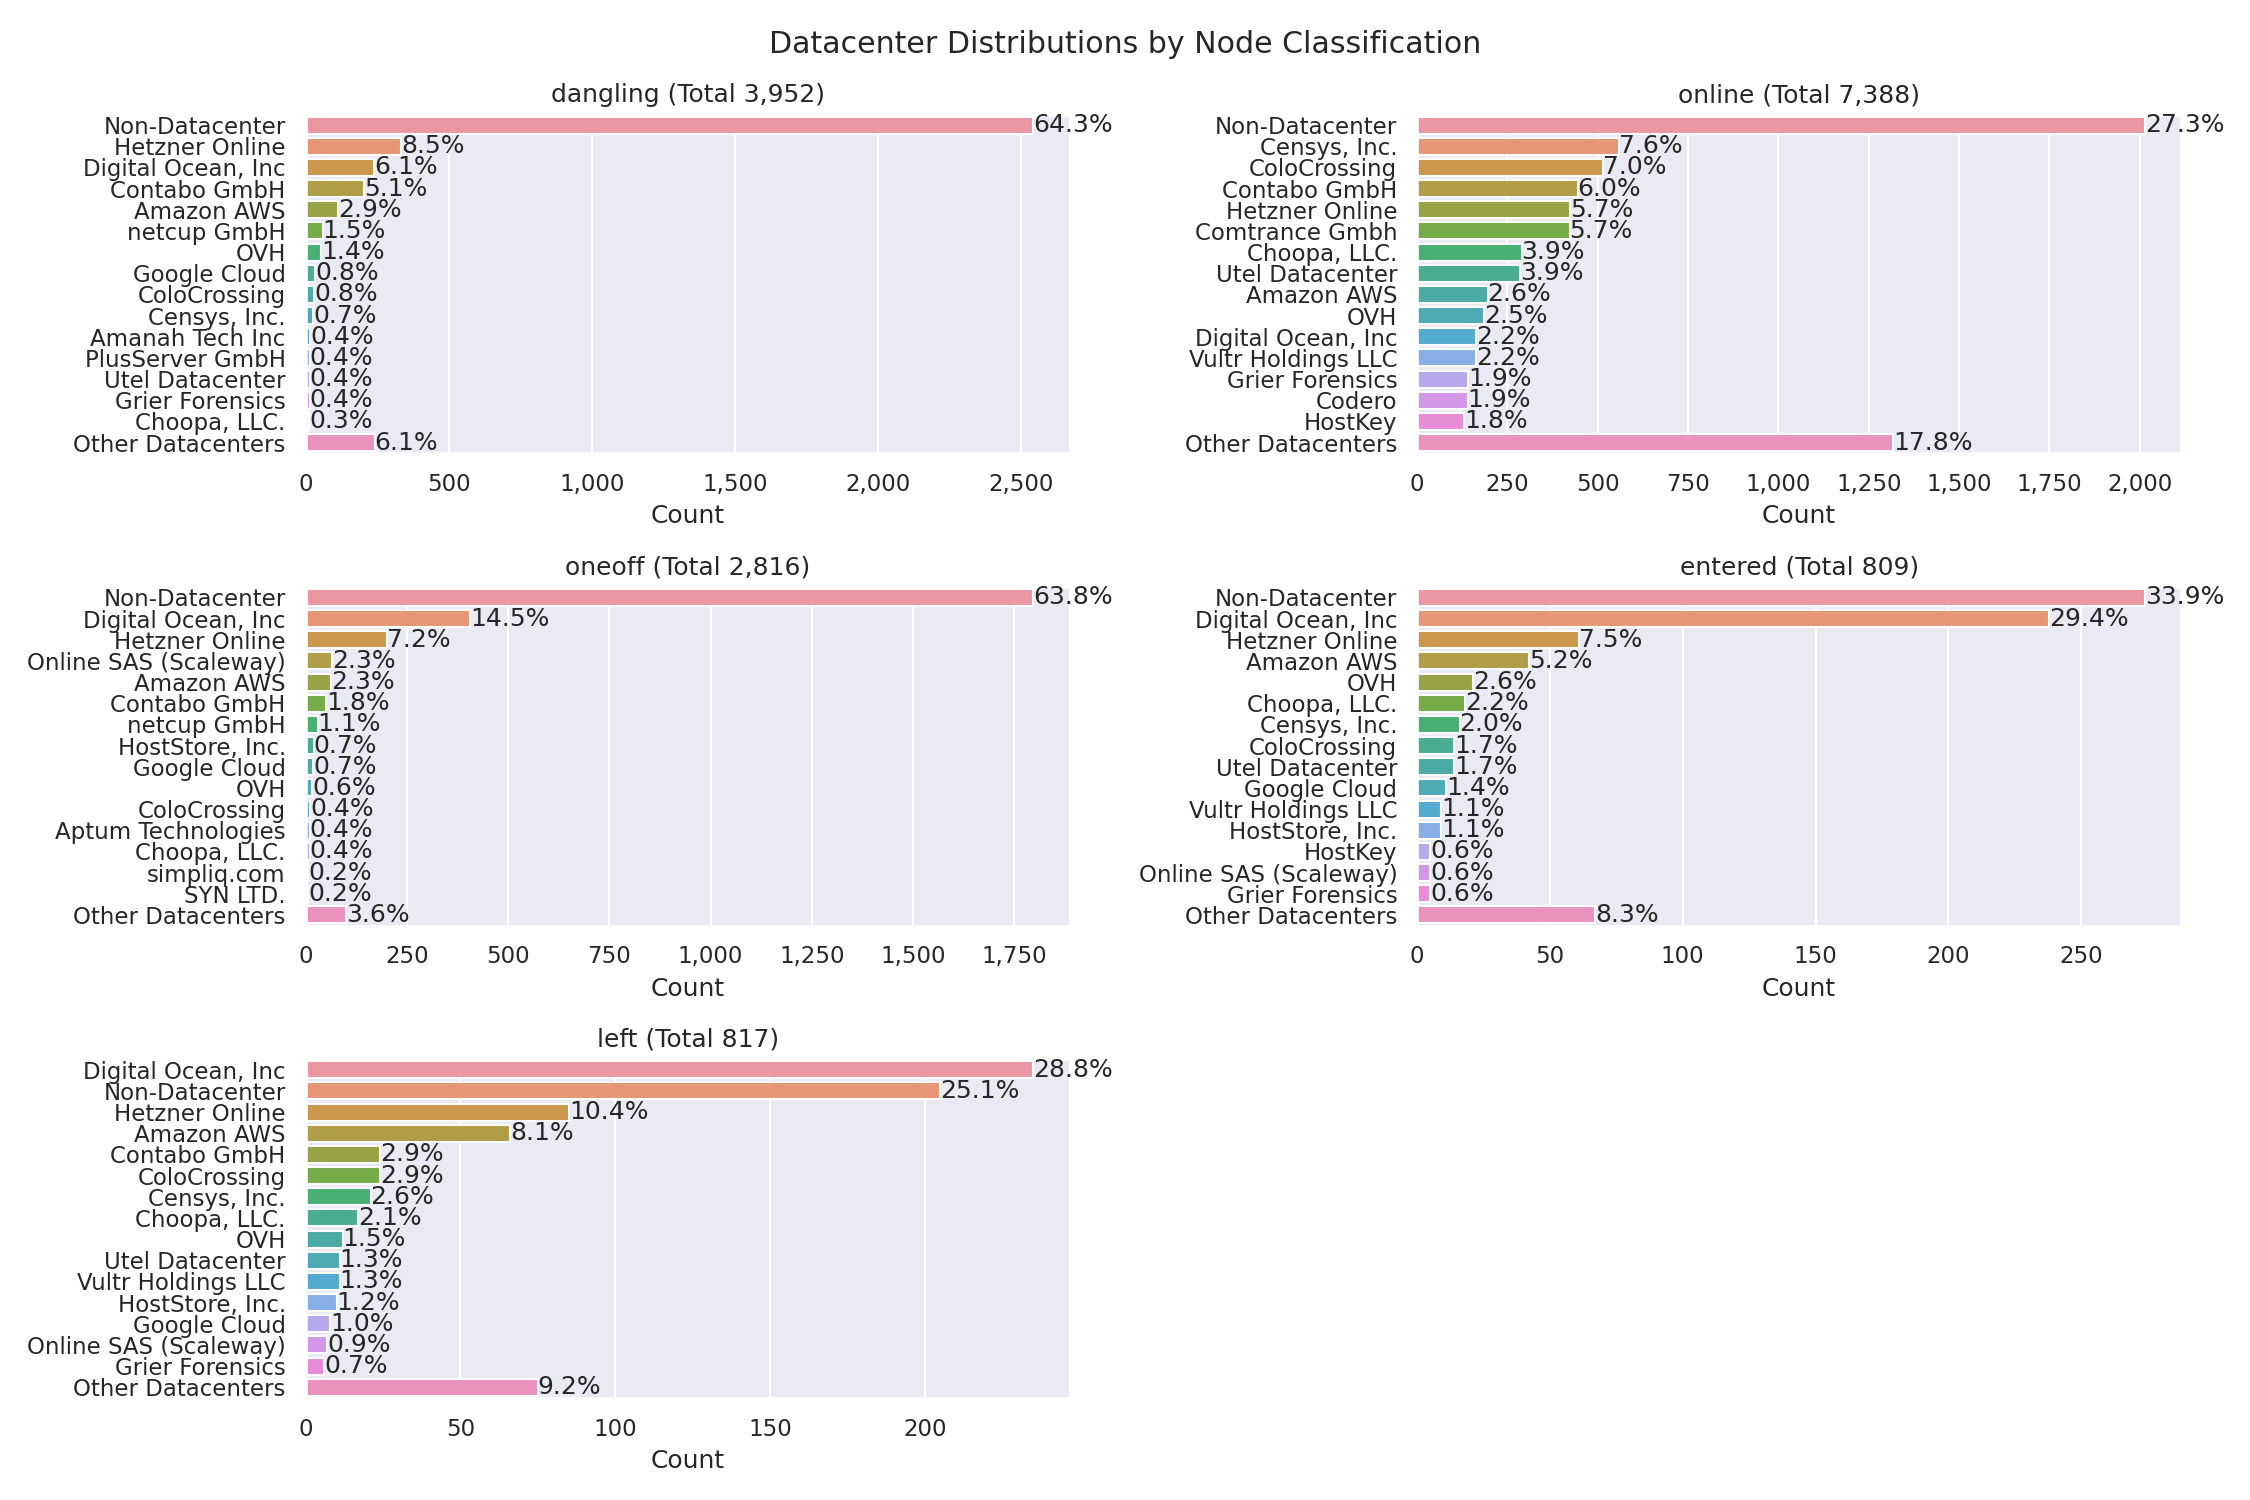 Datacenter Distributions by Node Classification
dangling (Total 3,952)
Non-Datacenter 64.3%
Hetzner Online 8.5%
Digital Ocean, Inc 6.1%
Contabo GmbH 5.1%
Amazon AWS 2.9%
netcup GmbH 1.5%
OVH 1.4%
Google Cloud 0.8%
ColoCrossing 0.8%
Censys, Inc. 0.7%
Amanah Tech Inc 0.4%
PlusServer GmbH 0.4%
Utel Datacenter 0.4%
Grier Forensics 0.4%
Choopa, LLC. 0.3%
Other Datacenters 6.1%
0 500 1,000 1,500 2,000 2,500
Count
online (Total 7,388)
Non-Datacenter 27.3%
Censys, Inc. 7.6%
ColoCrossing 7.0%
Contabo GmbH 6.0%
Hetzner Online 5.7%
Comtrance Gmbh 5.7%
Choopa, LLC. 3.9%
Utel Datacenter 3.9%
Amazon AWS 2.6%
OVH 2.5%
Digital Ocean, Inc 2.2%
Vultr Holdings LLC 2.2%
Grier Forensics 1.9%
Codero 1.9%
HostKey 1.8%
Other Datacenters 17.8%
0 250 500 750 1,000 1,250 1,500 1,750 2,000
Count
oneoff (Total 2,816)
Non-Datacenter 63.8%
Digital Ocean, Inc 14.5%
Hetzner Online 7.2%
Online SAS (Scaleway) 2.3%
Amazon AWS 2.3%
Contabo GmbH 1.8%
netcup GmbH 1.1%
HostStore, Inc. 0.7%
Google Cloud 0.7%
OVH 0.6%
ColoCrossing 0.4%
Aptum Technologies 0.4%
Choopa, LLC. 0.4%
simpliq.com 0.2%
SYN LTD. 0.2%
Other Datacenters 3.6%
0 250 500 750 1,000 1,250 1,500 1,750
Count
entered (Total 809)
Non-Datacenter 33.9%
Digital Ocean, Inc 29.4%
Hetzner Online 7.5%
Amazon AWS 5.2%
OVH 2.6%
Choopa, LLC. 2.2%
Censys, Inc. 2.0%
ColoCrossing 1.7%
Utel Datacenter 1.7%
Google Cloud 1.4%
Vultr Holdings LLC 1.1%
HostStore, Inc. 1.1%
HostKey 0.6%
Online SAS (Scaleway) 0.6%
Grier Forensics 0.6%
Other Datacenters 8.3%
0 50 100 150 200 250
Count
left (Total 817)
Digital Ocean, Inc 28.8%
Non-Datacenter 25.1%
Hetzner Online 10.4%
Amazon AWS 8.1%
Contabo GmbH 2.9%
ColoCrossing 2.9%
Censys, Inc. 2.6%
Choopa, LLC. 2.1%
OVH 1.5%
Utel Datacenter 1.3%
Vultr Holdings LLC 1.3%
HostStore, Inc. 1.2%
Google Cloud 1.0%
Online SAS (Scaleway) 0.9%
Grier Forensics 0.7%
Other Datacenters 9.2%
0 50 100 150 200
Count